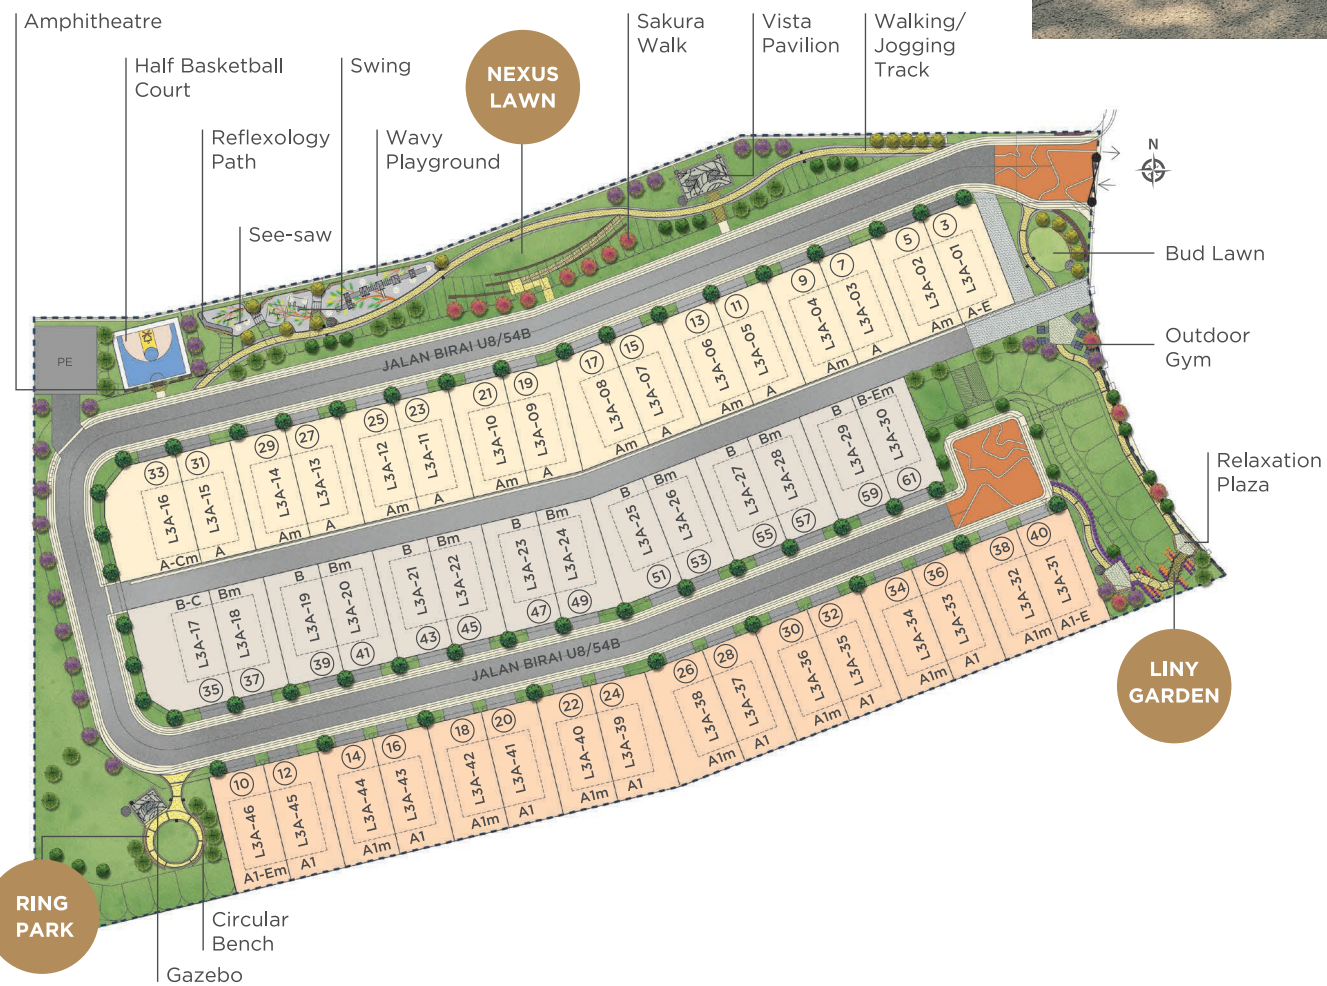 Amphitheatre
Half Basketball
Court
Reflexology
Path
See-saw
Swing
Wavy
Playground
NEXUS
LAWN
Sakura
Walk
Vista
Pavilion
Walking/
Jogging
Track
N
Bud Lawn
Outdoor
Gym
Relaxation
Plaza
LINY
GARDEN
RING
PARK
Circular
Bench
Gazebo
PE
JALAN BIRAI U8/54B
33 31 29 27 25 23 21 19 17 15 13 11 9 7 5 3
L3A-16 L3A-15 L3A-14 L3A-13 L3A-12 L3A-11 L3A-10 L3A-09 L3A-08 L3A-07 L3A-06 L3A-05 L3A-04 L3A-03 L3A-02 L3A-01
A-Cm A Am A Am A Am A Am A Am A Am A Am A-E
B-C Bm B Bm B Bm B Bm B Bm B Bm B B-Em
L3A-17 L3A-18 L3A-19 L3A-20 L3A-21 L3A-22 L3A-23 L3A-24 L3A-25 L3A-26 L3A-27 L3A-28 L3A-29 L3A-30
35 37 39 41 43 45 47 49 51 53 55 57 59 61
JALAN BIRAI U8/54B
10 12 14 16 18 20 22 24 26 28 30 32 34 36 38 40
L3A-46 L3A-45 L3A-44 L3A-43 L3A-42 L3A-41 L3A-40 L3A-39 L3A-38 L3A-37 L3A-36 L3A-35 L3A-34 L3A-33 L3A-32 L3A-31
A1-Em A1 A1m A1 A1m A1 A1m A1 A1m A1 A1m A1 A1m A1 A1m A1-E